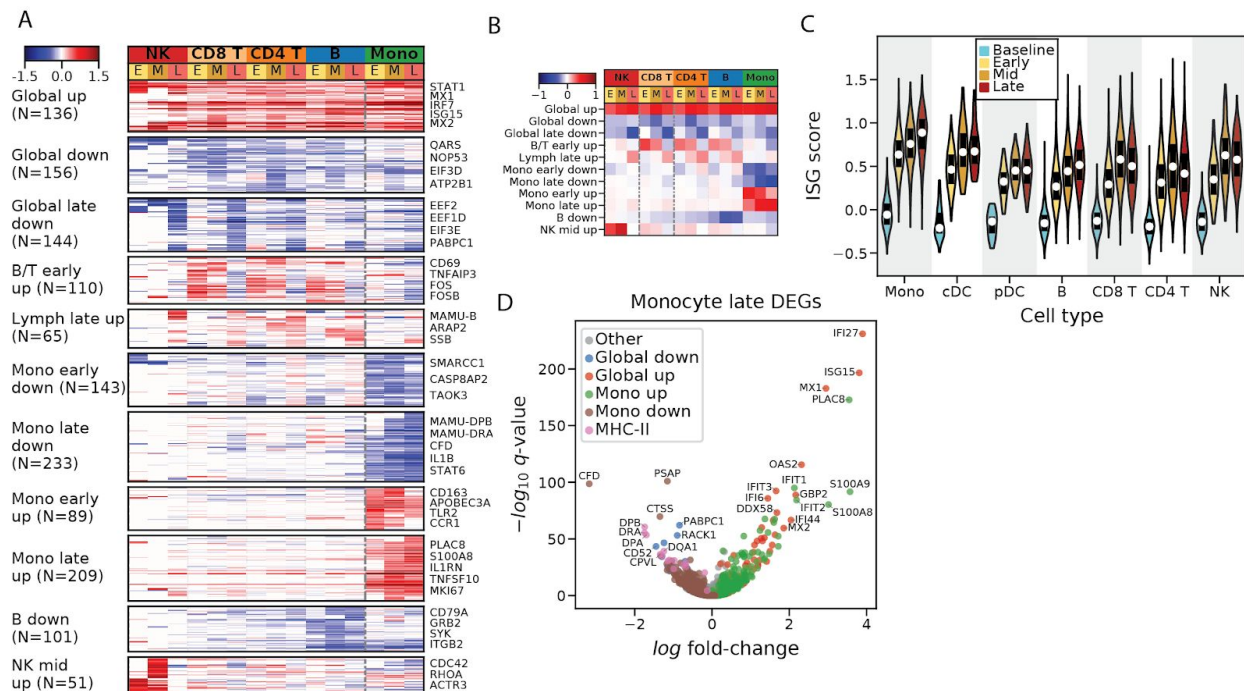 A
NK CD8 T CD4 T B Mono
E M L E M L E M L E M L E M L
-1.5 0.0 1.5
Global up
(N=136)
STAT1
MX1
IRF7
ISG15
MX2
Global down
(N=156)
QARS
NOP53
EIF3D
ATP2B1
Global late
down
(N=144)
EEF2
EEF1D
EIF3E
PABPC1
B/T early
up (N=110)
CD69
TNFAIP3
FOS
FOSB
Lymph late up
(N=65)
MAMU-B
ARAP2
SSB
Mono early
down (N=143)
SMARCC1
CASP8AP2
TAOK3
Mono late
down
(N=233)
MAMU-DPB
MAMU-DRA
CFD
IL1B
STAT6
Mono early
up (N=89)
CD163
APOBEC3A
TLR2
CCR1
Mono late
up (N=209)
PLAC8
S100A8
IL1RN
TNFSF10
MKI67
B down
(N=101)
CD79A
GRB2
SYK
ITGB2
NK mid
up (N=51)
CDC42
RHOA
ACTR3
B
−1 0 1
NK CD8 T CD4 T B Mono
E M L E M L E M L E M L E M L
Global up
Global down
Global late down
B/T early up
Lymph late up
Mono early down
Mono late down
Mono early up
Mono late up
B down
NK mid up
C
Baseline
Early
Mid
Late
ISG score
1.5
1.0
0.5
0.0
−0.5
Mono cDC pDC B CD8 T CD4 T NK
Cell type
D
Monocyte late DEGs
Other
Global down
Global up
Mono up
Mono down
MHC-II
−log10 q-value
200
150
100
50
0
IFI27
ISG15
MX1
PLAC8
OAS2
CFD
PSAP
IFIT1
S100A9
IFIT3
IFI6
GBP2
CTSS
DDX58
IFIT2
S100A8
DPB
PABPC1
IFI44
DRA
RACK1
MX2
DPA
DQA1
CD52
CPVL
−2 0 2 4
log fold-change